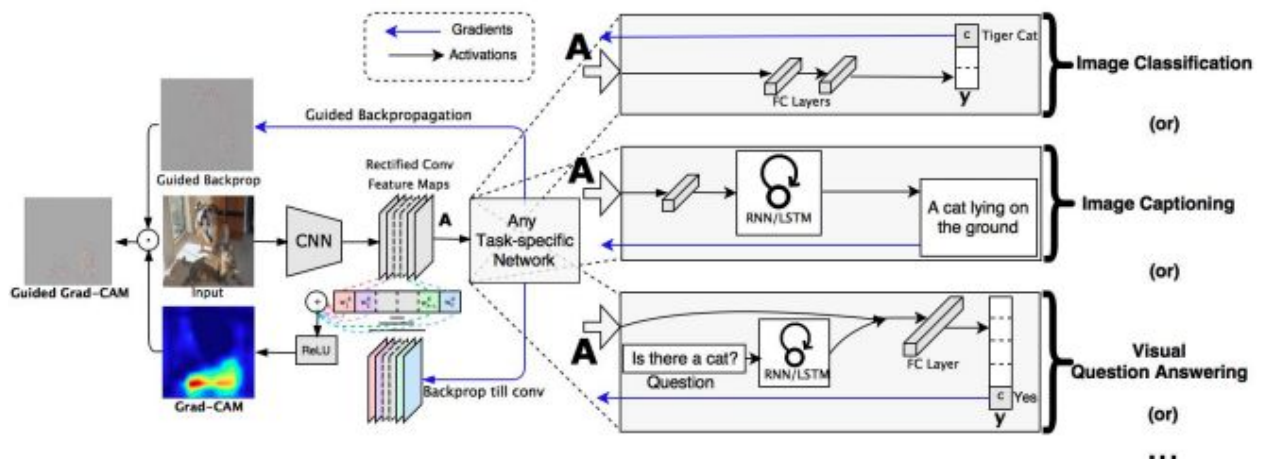 Gradients
Activations
A
Tiger Cat
c
FC Layers
y
Image Classification
(or)
Guided Backpropagation
Guided Backprop
Rectified Conv
Feature Maps
A
CNN
Input
Any
Task-specific
Network
Guided Grad-CAM
A
RNN/LSTM
A cat lying on
the ground
Image Captioning
(or)
ReLU
Grad-CAM
Backprop till conv
A
Is there a cat?
Question
RNN/LSTM
FC Layer
c
Yes
y
Visual
Question Answering
(or)
...